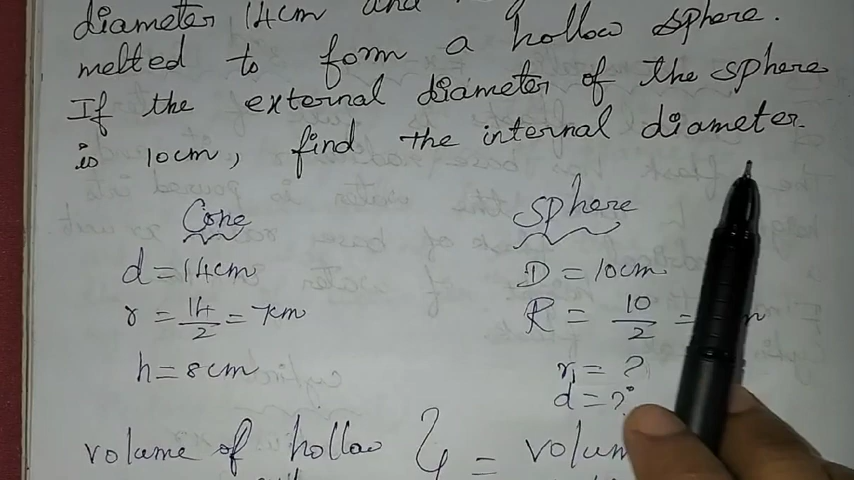 diameter 14cm and
melted to form a hollow sphere.
If the external diameter of the sphere
is 10cm, find the internal diameter.
Cone
Sphere
d = 14cm
D = 10cm
r = 14/2 = 7cm
R = 10/2 =
h = 8cm
r = ?
d = ?
volume of hollow } = volum